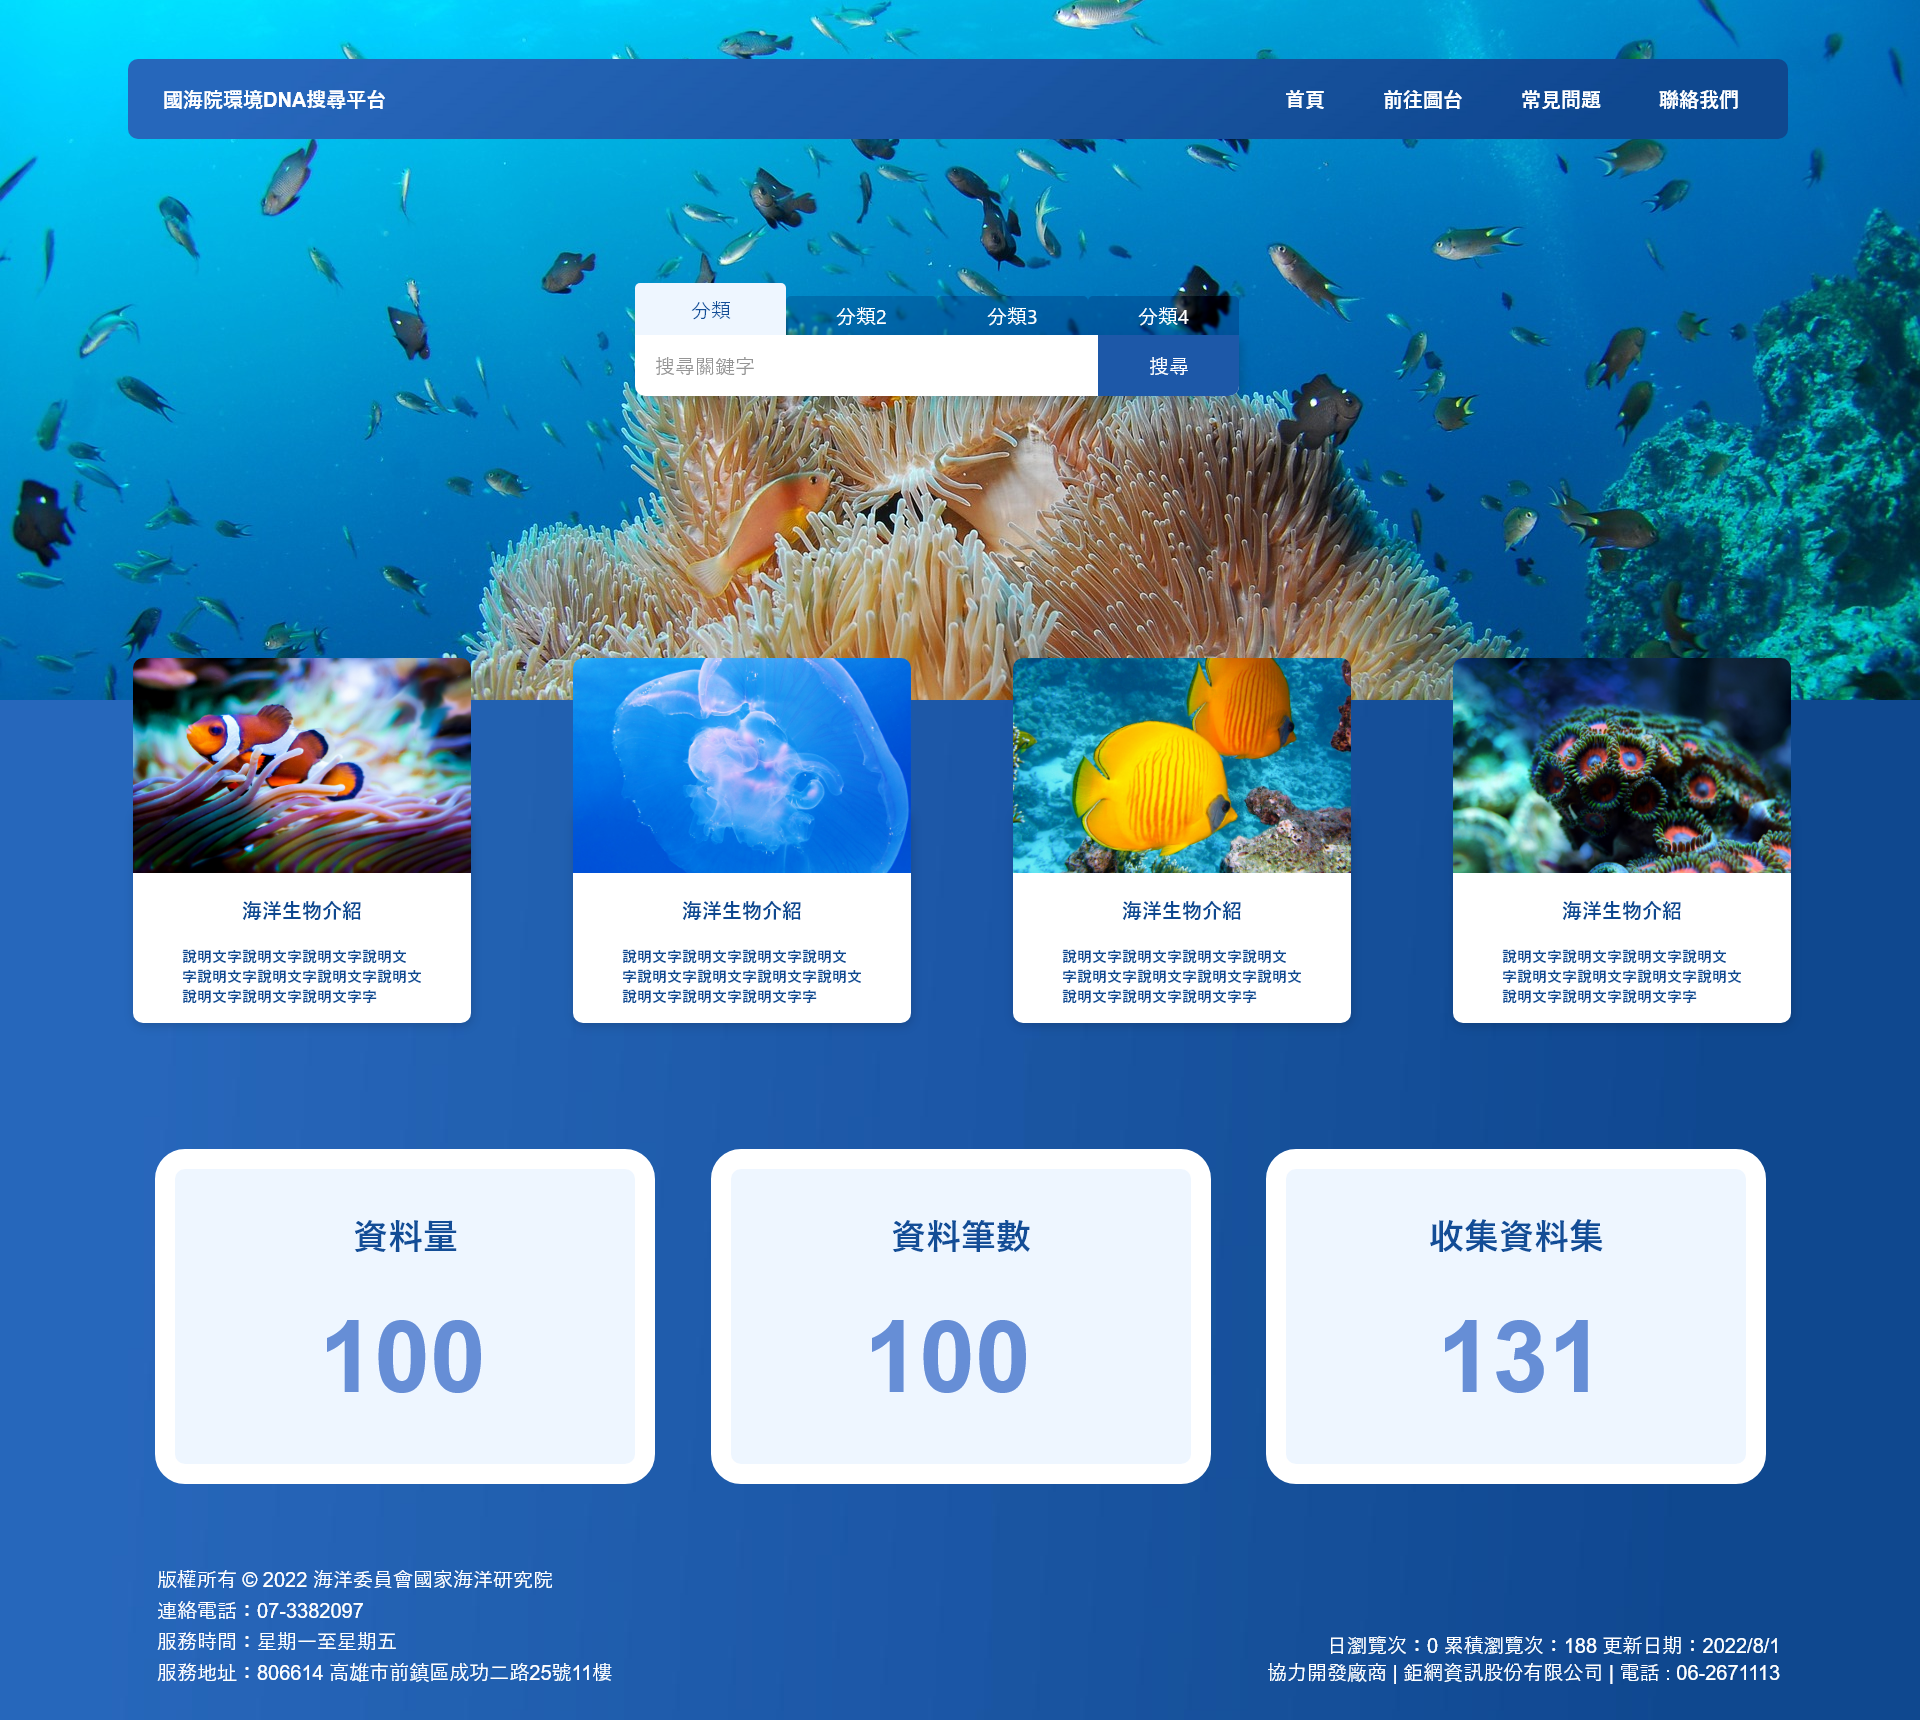 國海院環境DNA搜尋平台
首頁 前往圖台 常見問題 聯絡我們
分類 分類2 分類3 分類4
搜尋關鍵字 搜尋
海洋生物介紹
說明文字說明文字說明文字說明文
字說明文字說明文字說明文字說明文
說明文字說明文字說明文字字
海洋生物介紹
說明文字說明文字說明文字說明文
字說明文字說明文字說明文字說明文
說明文字說明文字說明文字字
海洋生物介紹
說明文字說明文字說明文字說明文
字說明文字說明文字說明文字說明文
說明文字說明文字說明文字字
海洋生物介紹
說明文字說明文字說明文字說明文
字說明文字說明文字說明文字說明文
說明文字說明文字說明文字字
資料量
100
資料筆數
100
收集資料集
131
版權所有 © 2022 海洋委員會國家海洋研究院
連絡電話：07-3382097
服務時間：星期一至星期五
服務地址：806614 高雄市前鎮區成功二路25號11樓
日瀏覽次：0 累積瀏覽次：188 更新日期：2022/8/1
協力開發廠商 | 鉅網資訊股份有限公司 | 電話 : 06-2671113